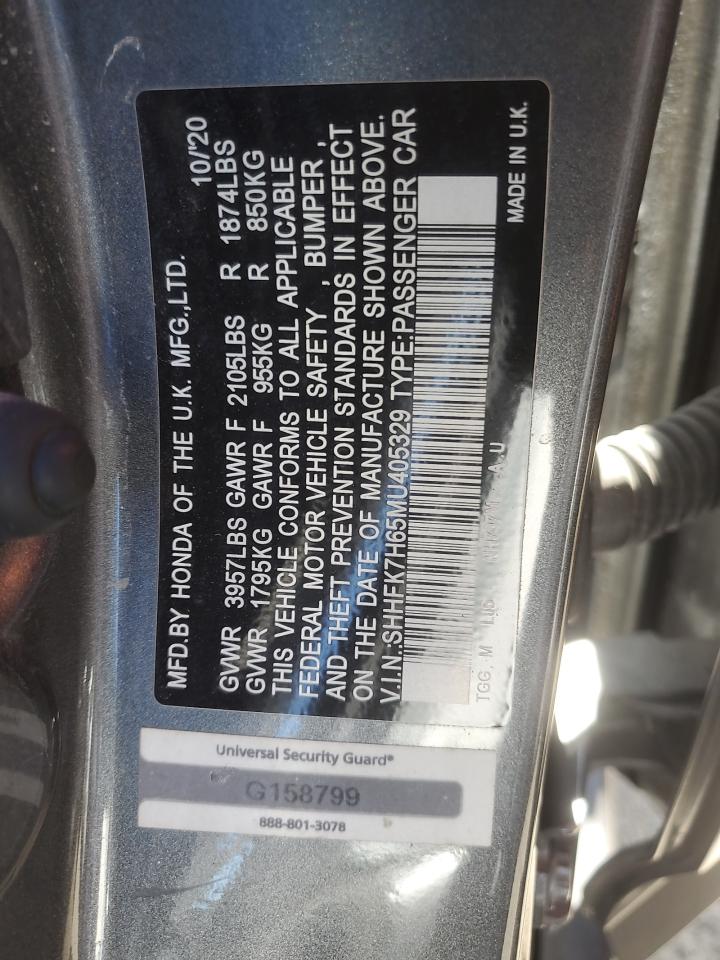 MFD.BY HONDA OF THE U.K. MFG.,LTD. 10/'20
GVWR 3957LBS GAWR F 2105LBS R 1874LBS
GVWR 1795KG GAWR F 955KG R 850KG
THIS VEHICLE CONFORMS TO ALL APPLICABLE
FEDERAL MOTOR VEHICLE SAFETY , BUMPER ,
AND THEFT PREVENTION STANDARDS IN EFFECT
ON THE DATE OF MANUFACTURE SHOWN ABOVE.
V.I.N.:SHHFK7H65MU405329 TYPE:PASSENGER CAR
TGG, M
MADE IN U.K.
Universal Security Guard®
G158799
888-801-3078